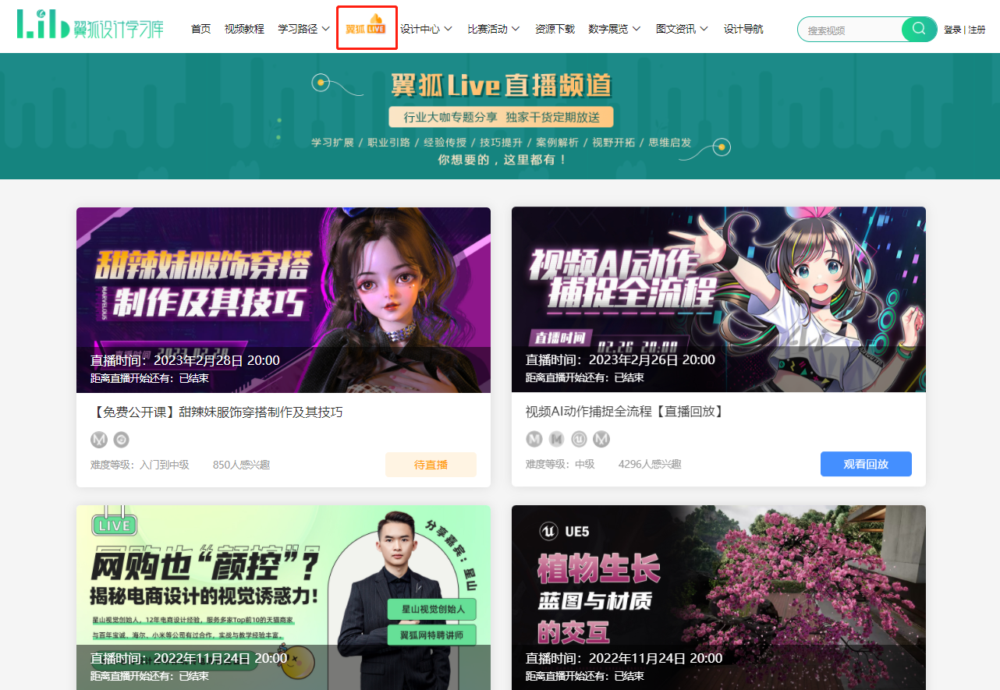 Lib 翼狐设计学习库
首页 视频教程 学习路径 翼狐 LIVE 设计中心 比赛活动 资源下载 数字展览 图文资讯 设计导航 搜索视频 登录 | 注册
翼狐Live直播频道
行业大咖专题分享 独家干货定期放送
学习扩展 / 职业引路 / 经验传授 / 技巧提升 / 案例解析 / 视野开拓 / 思维启发
你想要的，这里都有！
甜辣妹服饰穿搭
MARVELOUS
制作及其技巧
直播时间 2023.02.28
直播时间：2023年2月28日 20:00
距离直播开始还有：已结束
【免费公开课】甜辣妹服饰穿搭制作及其技巧
难度等级：入门到中级 850人感兴趣 待直播
视频AI动作
捕捉全流程
直播时间 02.26 20:00
直播时间：2023年2月26日 20:00
距离直播开始还有：已结束
视频AI动作捕捉全流程【直播回放】
难度等级：中级 4296人感兴趣 观看回放
LIVE
网购也“颜控”？
揭秘电商设计的视觉诱惑力！
星山视觉创始人，12年电商设计经验，服务多家Top前10的天猫商家
与百年宝诚、海尔、小米等公司有过合作，实战与教学经验丰富。
分享嘉宾：星山
星山视觉创始人
翼狐网特聘讲师
直播时间：2022年11月24日 20:00
距离直播开始还有：已结束
UE5
植物生长
蓝图与材质
的交互
直播时间：2022年11月24日 20:00
距离直播开始还有：已结束